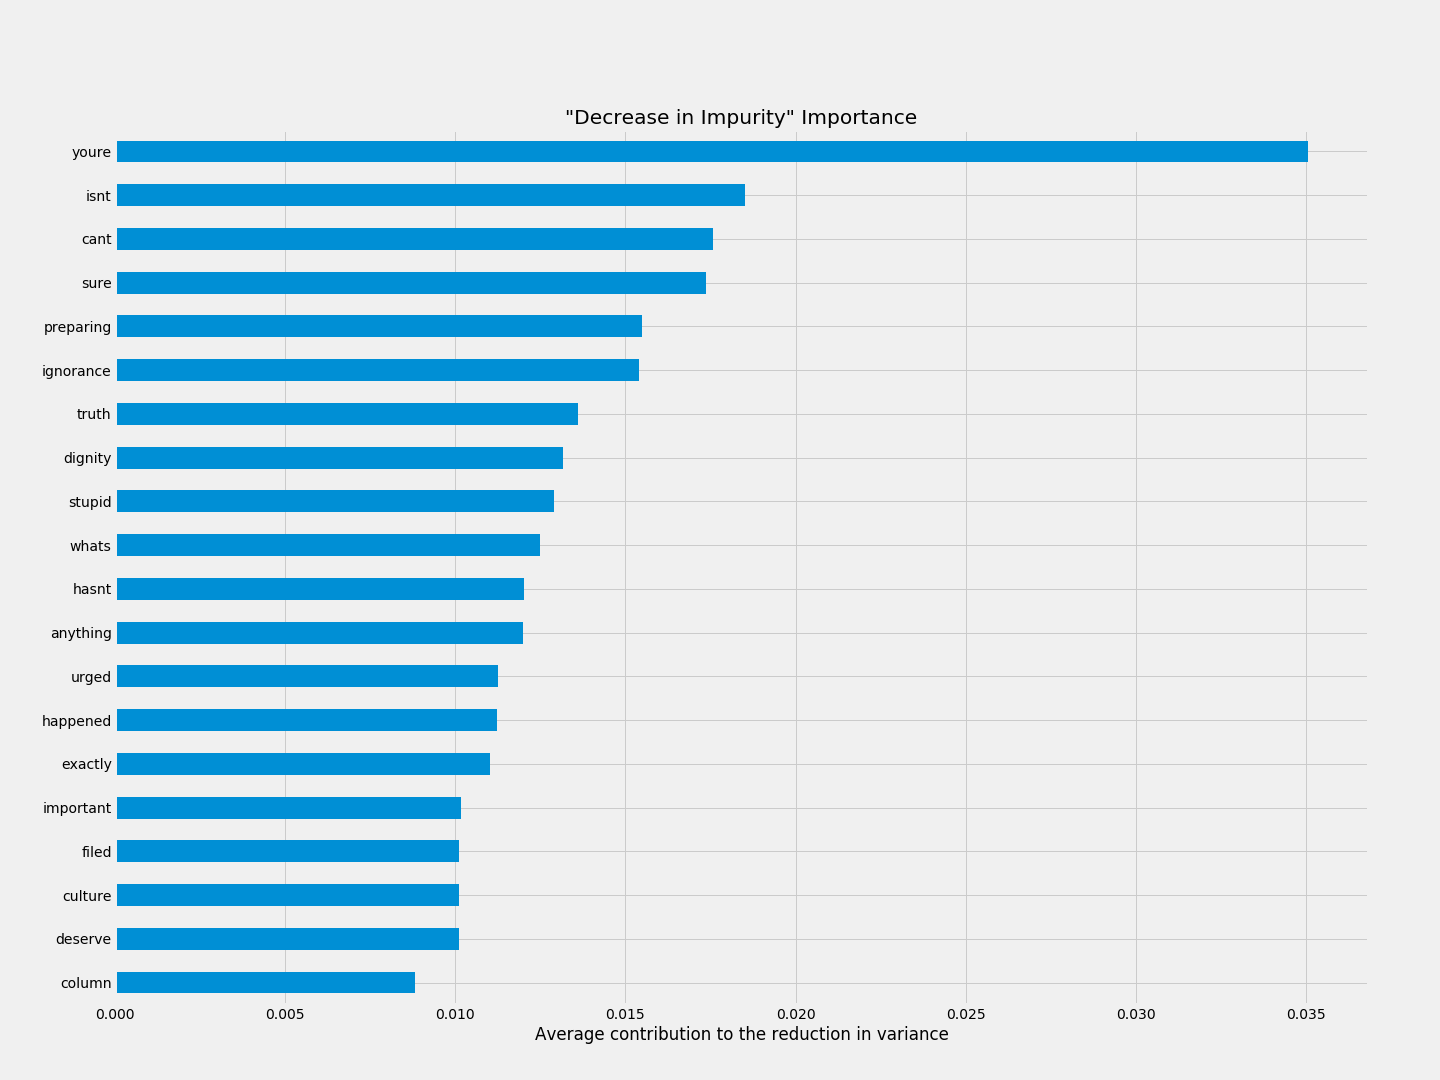 "Decrease in Impurity" Importance
youre
isnt
cant
sure
preparing
ignorance
truth
dignity
stupid
whats
hasnt
anything
urged
happened
exactly
important
filed
culture
deserve
column
0.000 0.005 0.010 0.015 0.020 0.025 0.030 0.035
Average contribution to the reduction in variance